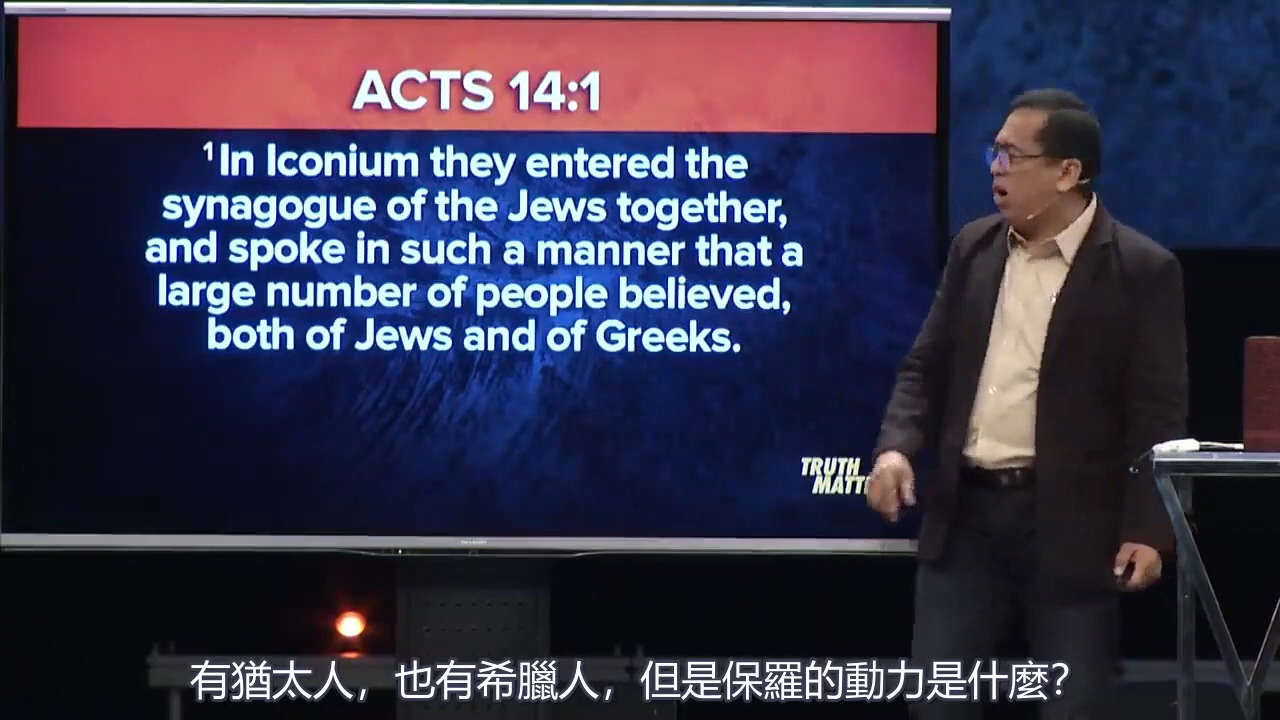 ACTS 14:1
1 In Iconium they entered the
synagogue of the Jews together,
and spoke in such a manner that a
large number of people believed,
both of Jews and of Greeks.
TRUTH
MATT
有猶太人，也有希臘人，但是保羅的動力是什麼？